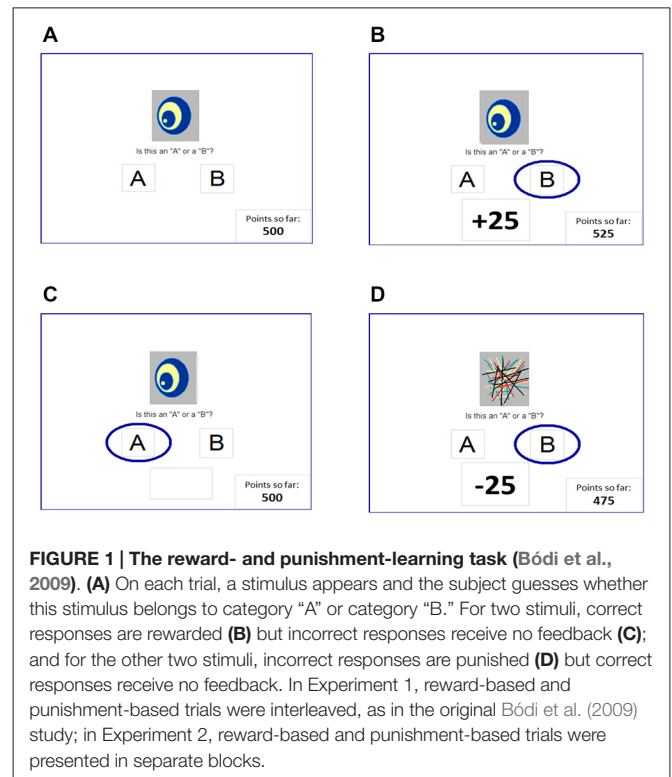 A
B
Is this an "A" or a "B"?
A B
Points so far:
500
Is this an "A" or a "B"?
A B
+25
Points so far:
525
C
D
Is this an "A" or a "B"?
A B
Points so far:
500
Is this an "A" or a "B"?
A B
-25
Points so far:
475
FIGURE 1 | The reward- and punishment-learning task (Bódi et al.,
2009). (A) On each trial, a stimulus appears and the subject guesses whether
this stimulus belongs to category “A” or category “B.” For two stimuli, correct
responses are rewarded (B) but incorrect responses receive no feedback (C);
and for the other two stimuli, incorrect responses are punished (D) but correct
responses receive no feedback. In Experiment 1, reward-based and
punishment-based trials were interleaved, as in the original Bódi et al. (2009)
study; in Experiment 2, reward-based and punishment-based trials were
presented in separate blocks.